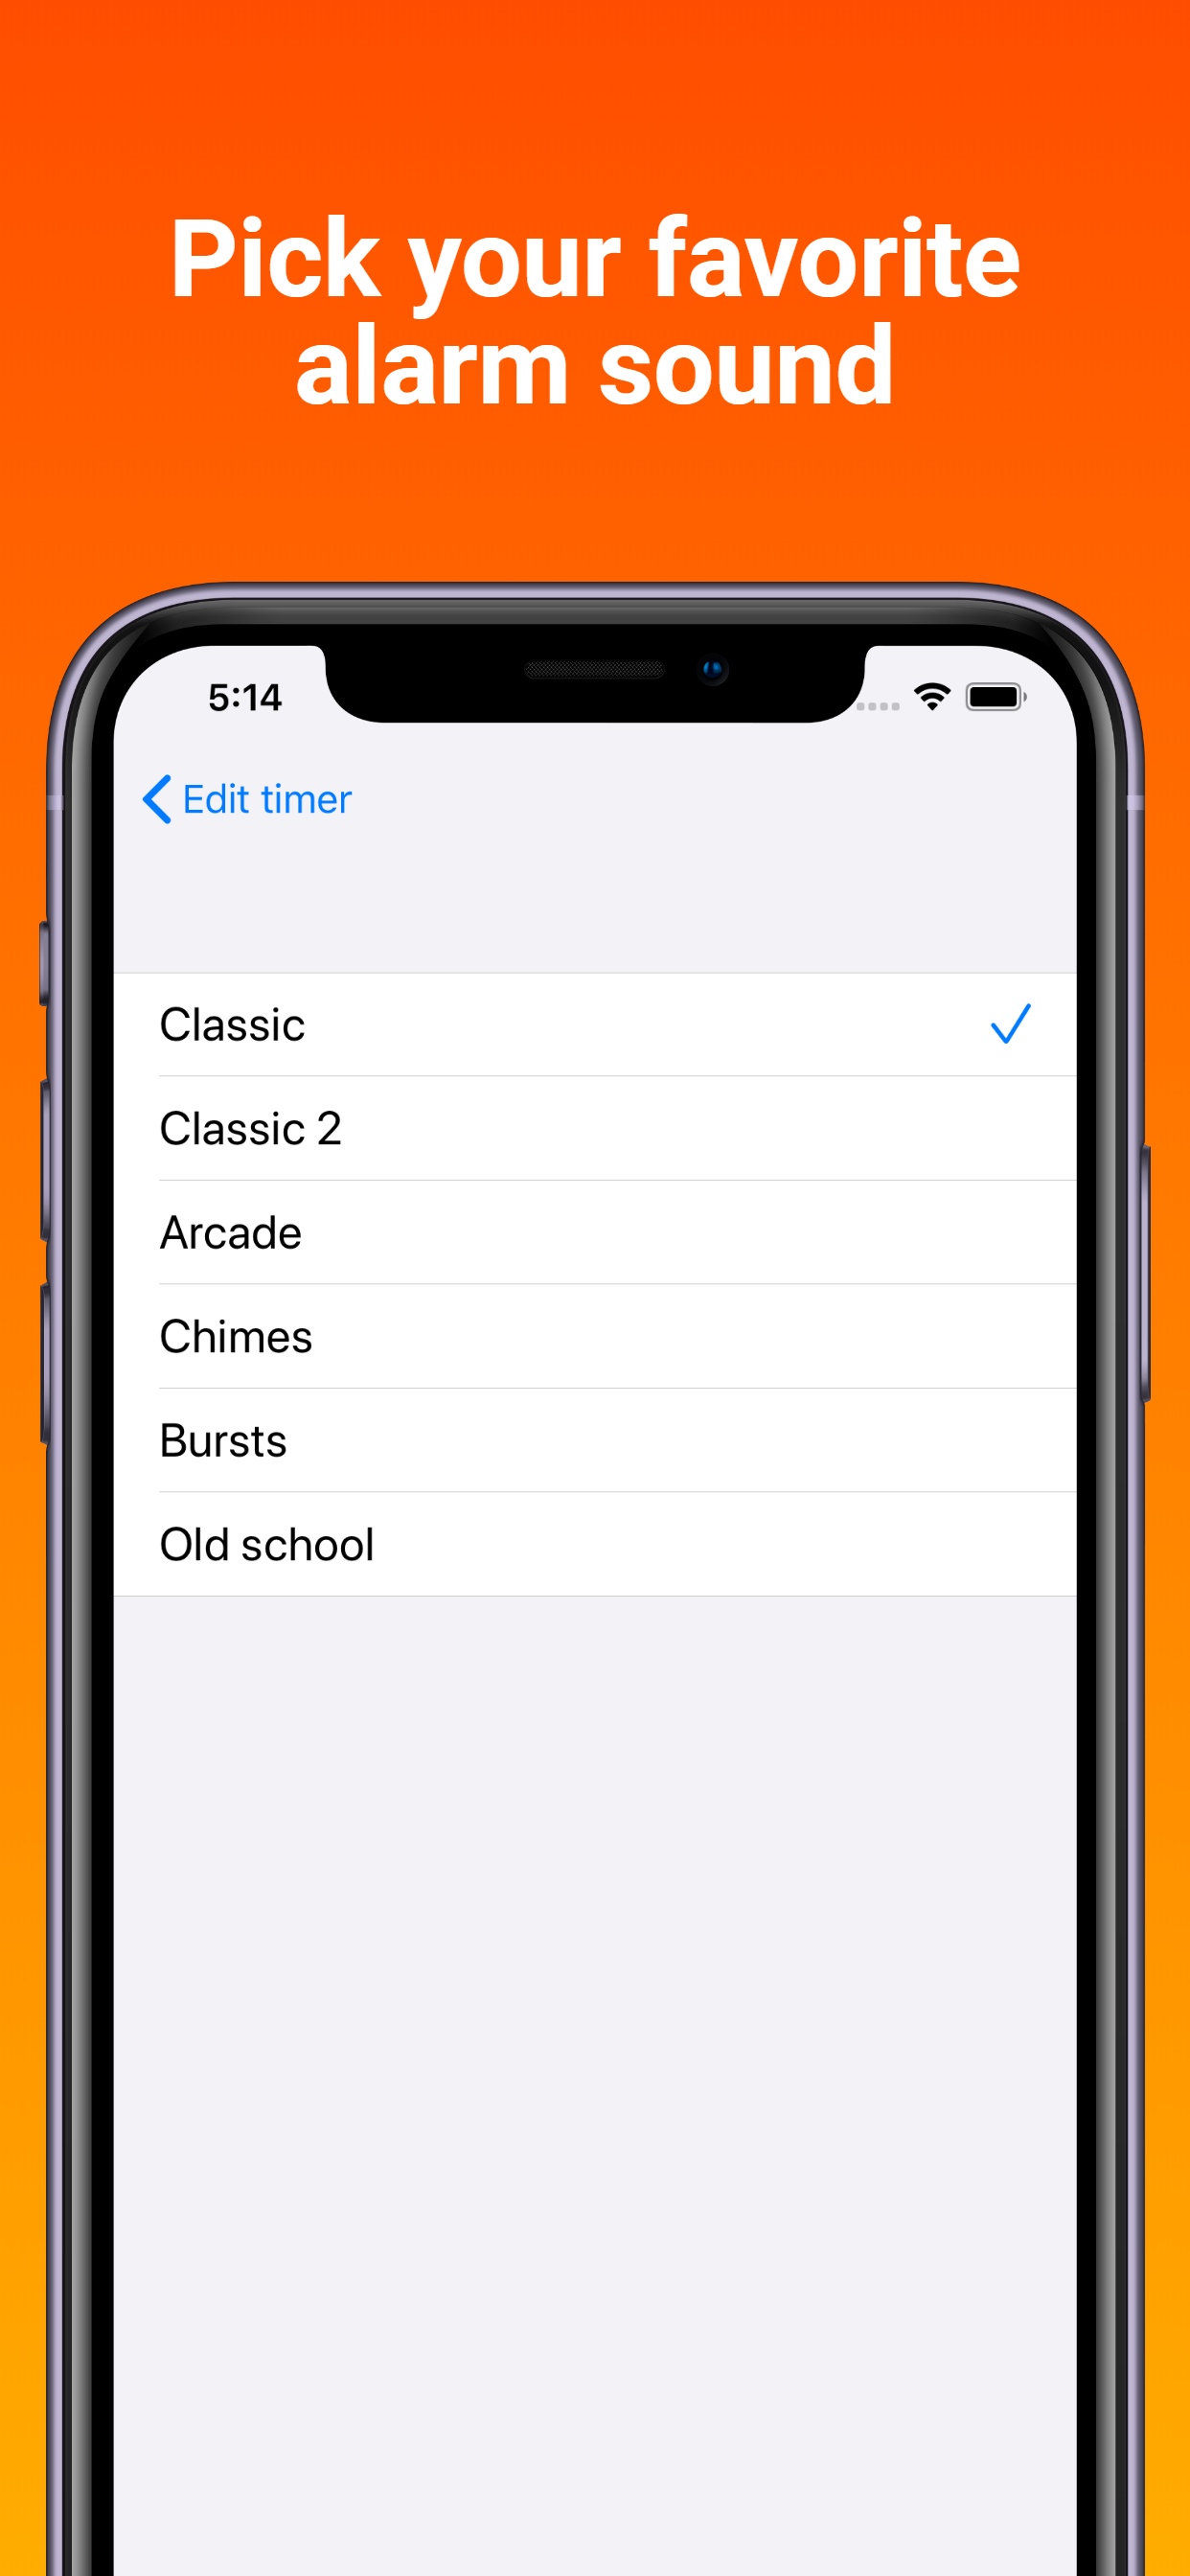 Pick your favorite
alarm sound
5:14
Edit timer
Classic
Classic 2
Arcade
Chimes
Bursts
Old school